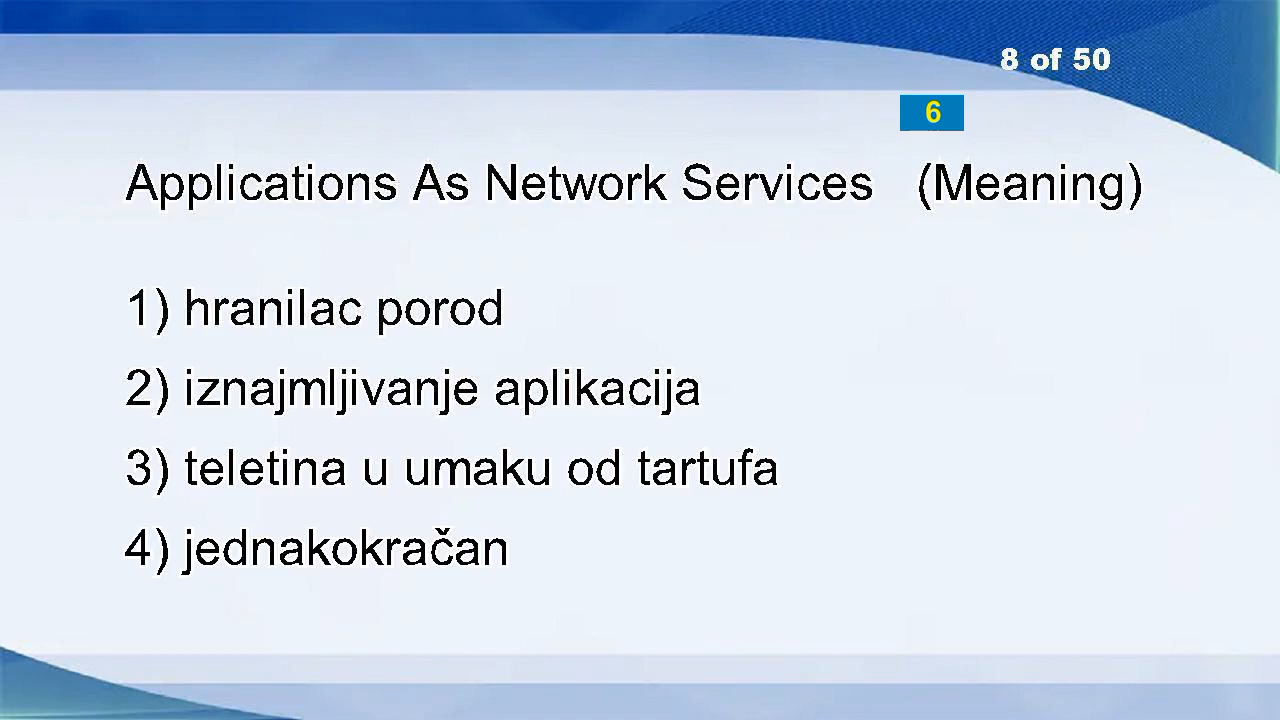 8 of 50
6
Applications As Network Services (Meaning)
1) hranilac porod
2) iznajmljivanje aplikacija
3) teletina u umaku od tartufa
4) jednakokračan